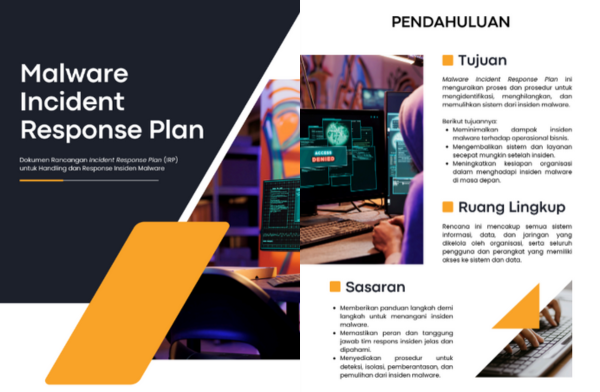 Malware
Incident
Response Plan
Dokumen Rancangan Incident Response Plan (IRP)
untuk Handling dan Response Insiden Malware
PENDAHULUAN
Tujuan
Malware Incident Response Plan ini
menguraikan proses dan prosedur untuk
mengidentifikasi, menghilangkan, dan
memulihkan sistem dari insiden malware.
Berikut tujuannya:
• Meminimalkan dampak insiden
malware terhadap operasional bisnis.
• Mengembalikan sistem dan layanan
secepat mungkin setelah insiden.
• Meningkatkan kesiapan organisasi
dalam menghadapi insiden malware
di masa depan.
ACCESS
DENIED
Ruang Lingkup
Rencana ini mencakup semua sistem
informasi, data, dan jaringan yang
dikelola oleh organisasi, serta seluruh
pengguna dan perangkat yang memiliki
akses ke sistem dan data.
Sasaran
• Memberikan panduan langkah demi
langkah untuk menangani insiden
malware.
• Memastikan peran dan tanggung
jawab tim respons insiden jelas dan
dipahami.
• Menyediakan prosedur untuk
deteksi, isolasi, pemberantasan, dan
pemulihan dari insiden malware.